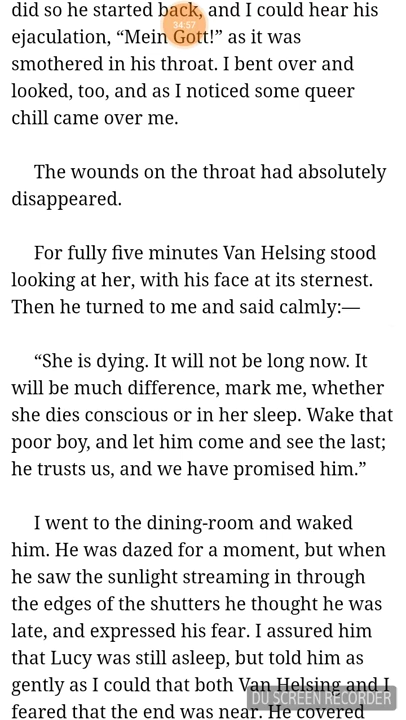 did so he started back, and I could hear his
34:57
ejaculation, “Mein Gott!” as it was
smothered in his throat. I bent over and
looked, too, and as I noticed some queer
chill came over me.
The wounds on the throat had absolutely
disappeared.
For fully five minutes Van Helsing stood
looking at her, with his face at its sternest.
Then he turned to me and said calmly:—
“She is dying. It will not be long now. It
will be much difference, mark me, whether
she dies conscious or in her sleep. Wake that
poor boy, and let him come and see the last;
he trusts us, and we have promised him.”
I went to the dining-room and waked
him. He was dazed for a moment, but when
he saw the sunlight streaming in through
the edges of the shutters he thought he was
late, and expressed his fear. I assured him
that Lucy was still asleep, but told him as
gently as I could that both Van Helsing and I
DU SCREEN RECORDER
feared that the end was near. He covered